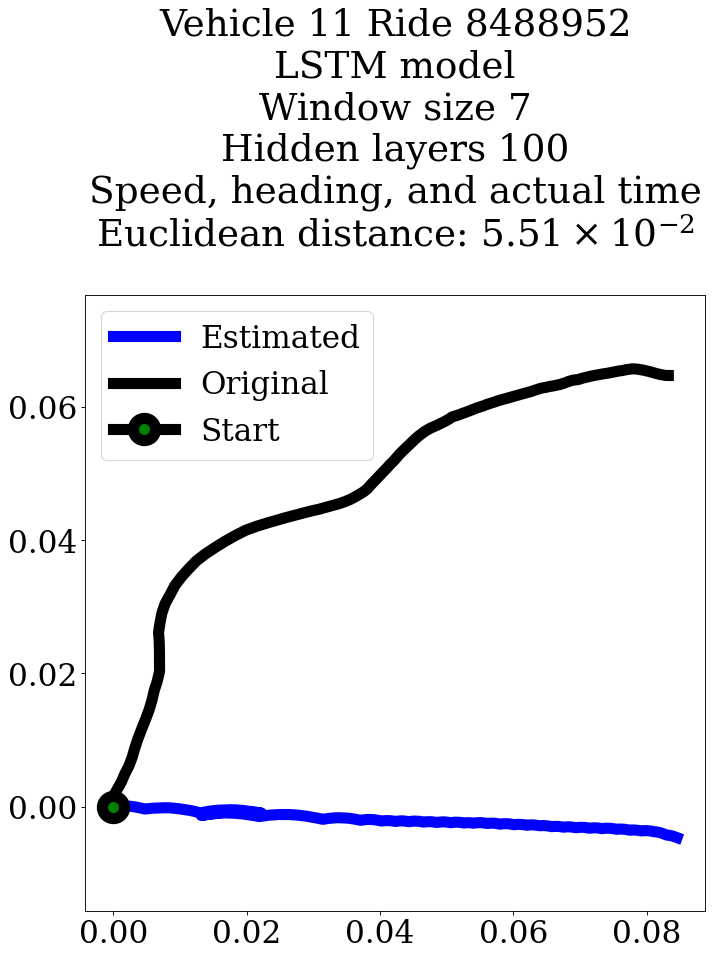 Vehicle 11 Ride 8488952
LSTM model
Window size 7
Hidden layers 100
Speed, heading, and actual time
Euclidean distance: 5.51 × 10⁻²
Estimated
Original
Start
0.06
0.04
0.02
0.00
0.00 0.02 0.04 0.06 0.08